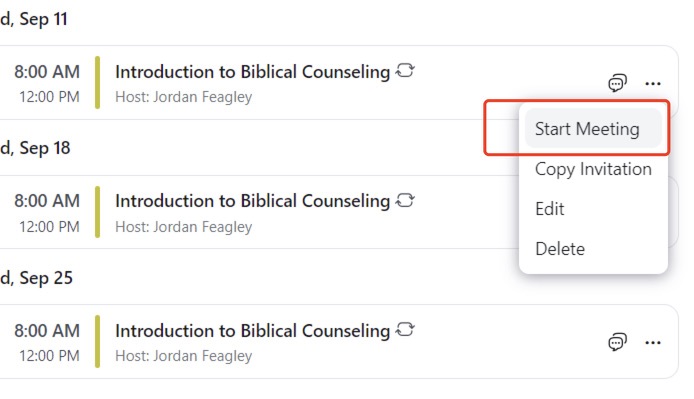 d, Sep 11
8:00 AM Introduction to Biblical Counseling
12:00 PM Host: Jordan Feagley
Start Meeting
d, Sep 18
Copy Invitation
8:00 AM Introduction to Biblical Counseling
Edit
12:00 PM Host: Jordan Feagley
Delete
d, Sep 25
8:00 AM Introduction to Biblical Counseling
12:00 PM Host: Jordan Feagley